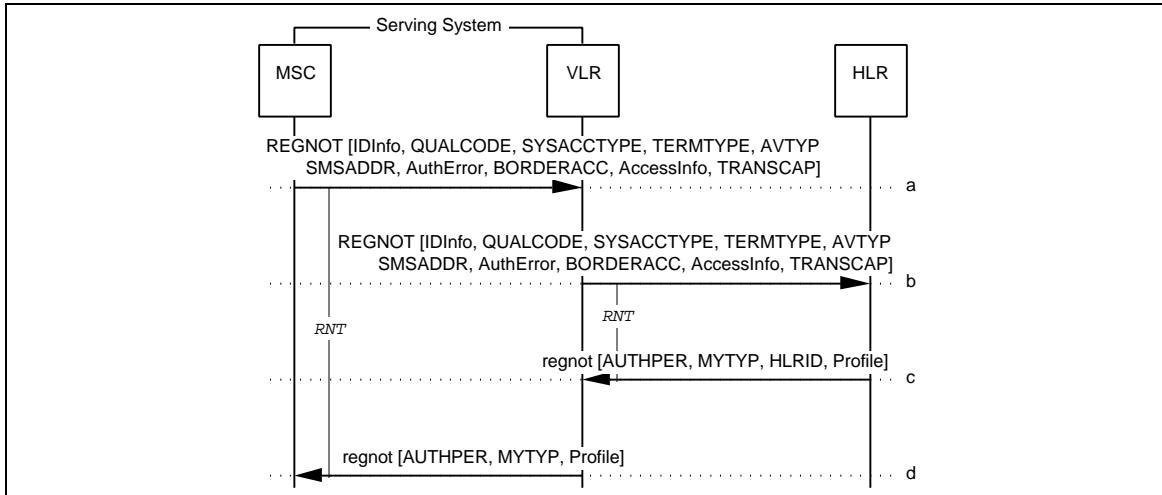 Serving System
MSC
VLR
HLR
REGNOT [IDInfo, QUALCODE, SYSACCTYPE, TERMTYPE, AVTYP
SMSADDR, AuthError, BORDERACC, AccessInfo, TRANSCAP]
a
REGNOT [IDInfo, QUALCODE, SYSACCTYPE, TERMTYPE, AVTYP
SMSADDR, AuthError, BORDERACC, AccessInfo, TRANSCAP]
b
RNT
RNT
regnot [AUTHPER, MYTYP, HLRID, Profile]
c
regnot [AUTHPER, MYTYP, Profile]
d